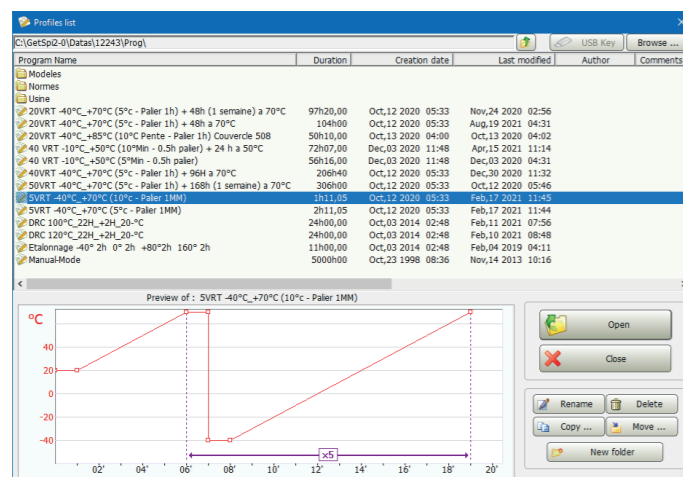 Profiles list
C:\GetSpi2-0\Datas\12243\Prog\ USB Key Browse ...
Program Name Duration Creation date Last modified Author Comments
Modeles
Normes
Usine
20VRT -40°C_+70°C (5°c - Palier 1h) + 48h (1 semaine) a 70°C 97h20,00 Oct,12 2020 05:33 Nov,24 2020 02:56
20VRT -40°C_+70°C (5°c - Palier 1h) + 48h a 70°C 104h00 Oct,12 2020 05:33 Aug,19 2021 04:31
20VRT -40°C_+85°C (10°C Pente - Palier 1h) Couvercle 508 50h10,00 Oct,13 2020 04:00 Oct,13 2020 04:02
40 VRT -10°C_+50°C (10°Min - 0.5h palier) + 24 h a 50°C 72h07,00 Dec,03 2020 11:48 Apr,15 2021 11:14
40 VRT -10°C_+50°C (5°Min - 0.5h palier) 56h16,00 Dec,03 2020 11:48 Dec,03 2020 04:31
40VRT -40°C_+70°C (5°c - Palier 1h) + 96H a 70°C 206h40 Oct,12 2020 05:33 Dec,30 2020 11:32
50VRT -40°C_+70°C (5°c - Palier 1h) + 168h (1 semaine) a 70°C 306h00 Oct,12 2020 05:33 Oct,12 2020 05:46
5VRT -40°C_+70°C (10°c - Palier 1MM) 1h11,05 Oct,12 2020 05:33 Feb,17 2021 11:45
5VRT -40°C_+70°C (5°c - Palier 1MM) 2h11,05 Oct,12 2020 05:33 Feb,17 2021 11:44
DRC 100°C_22H_+2H_20-°C 24h00,00 Oct,03 2014 02:48 Feb,11 2021 07:56
DRC 120°C_22H_+2H_20-°C 24h00,00 Oct,03 2014 02:48 Feb,10 2021 08:48
Etalonnage -40° 2h 0° 2h +80°2h 160° 2h 11h00,00 Oct,03 2014 02:48 Feb,04 2019 04:11
Manual-Mode 5000h00 Oct,23 1998 08:36 Nov,14 2013 10:16
Preview of : 5VRT -40°C_+70°C (10°c - Palier 1MM)
°C
40
20
0
-20
-40
x5
02' 04' 06' 08' 10' 12' 14' 16' 18' 20'
Open
Close
Rename Delete
Copy ... Move ...
New folder